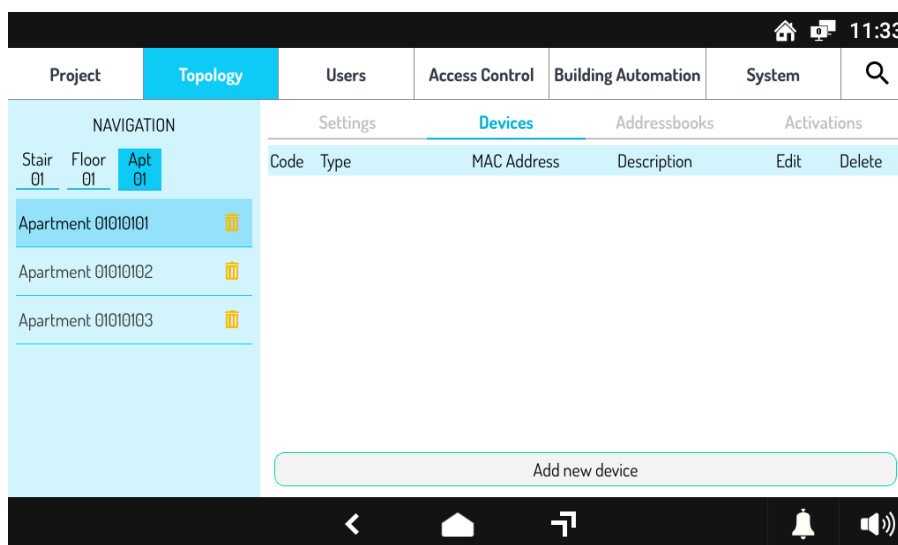 11:33
Project Topology Users Access Control Building Automation System
NAVIGATION Settings Devices Addressbooks Activations
Stair Floor Apt
01 01 01
Code Type MAC Address Description Edit Delete
Apartment 01010101
Apartment 01010102
Apartment 01010103
Add new device